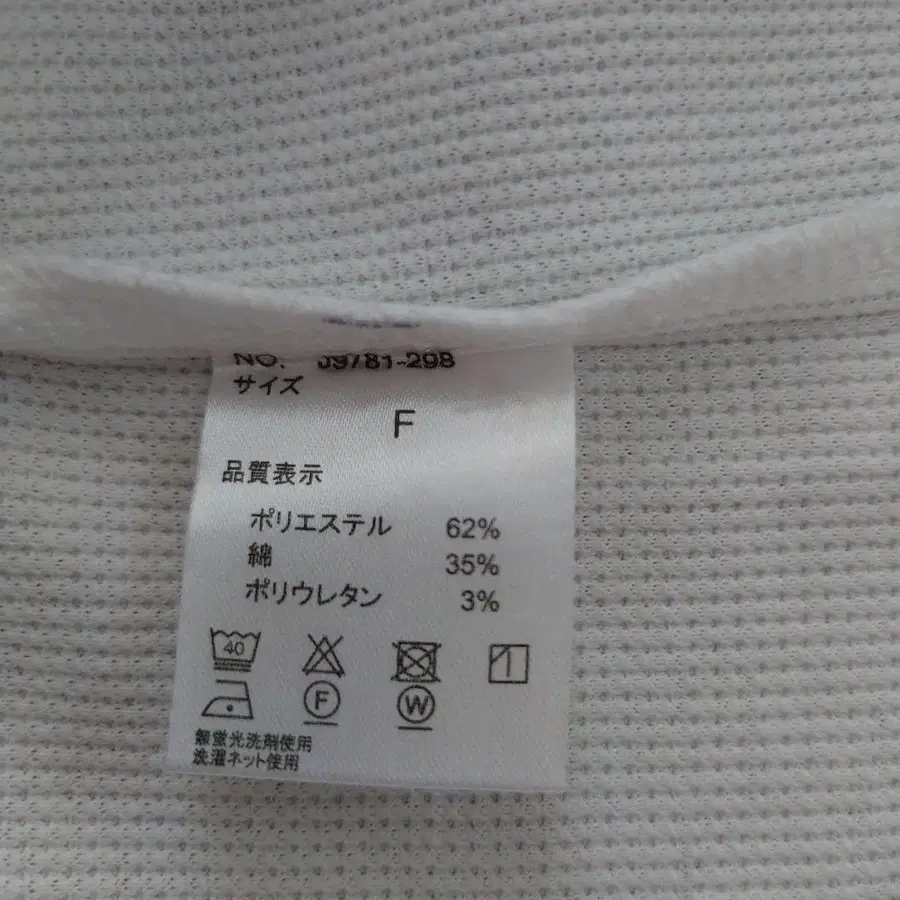 NO. J9781-298
サイズ
F
品質表示
ポリエステル 62%
綿 35%
ポリウレタン 3%
40
F W
無蛍光洗剤使用
洗濯ネット使用